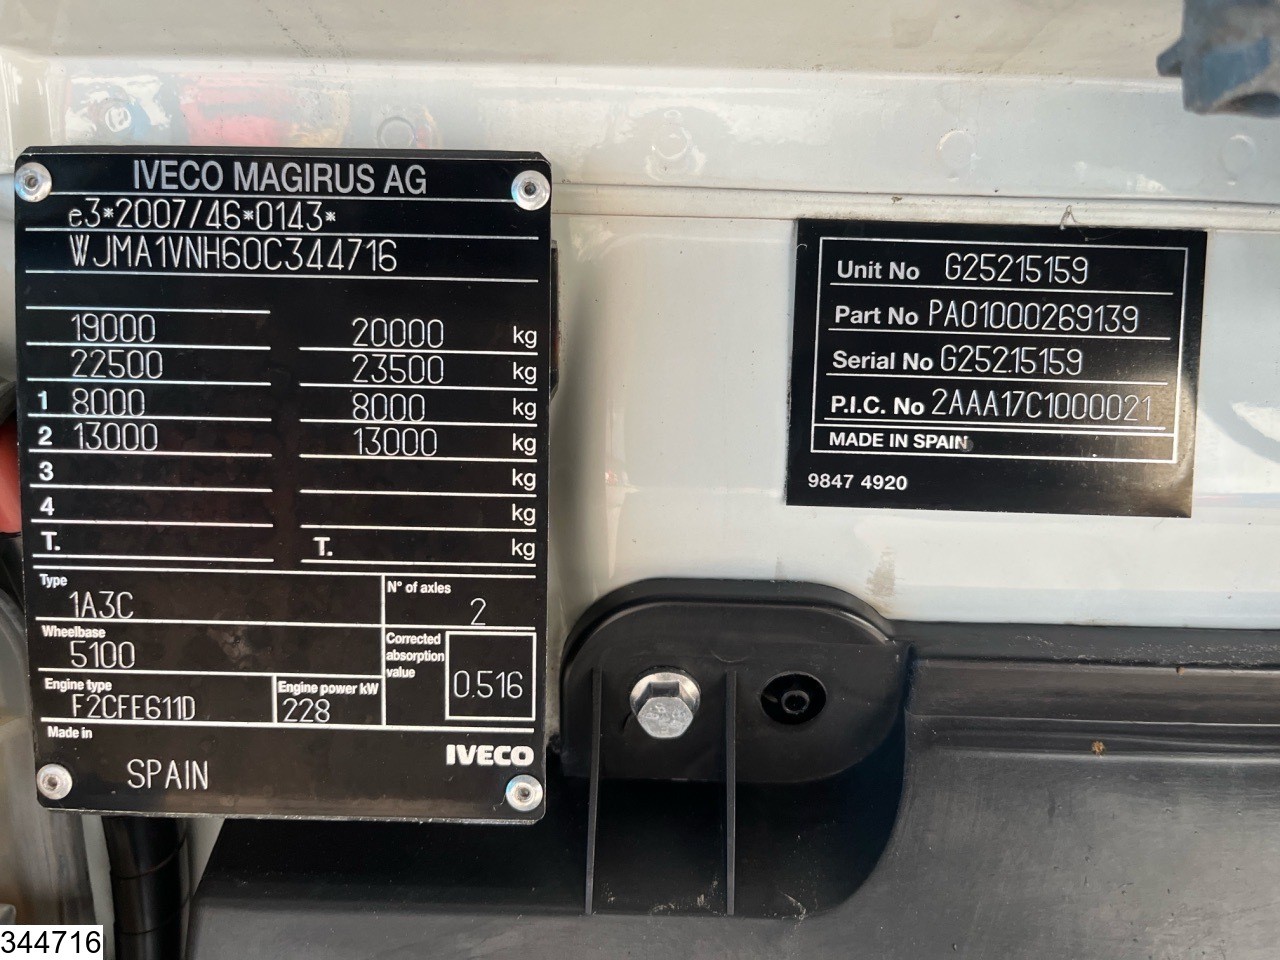 IVECO MAGIRUS AG
e3*2007/46*0143*
WJMA1VNH60C344716
19000 20000 kg
22500 23500 kg
1 8000 8000 kg
2 13000 13000 kg
3 kg
4 kg
T. T. kg
Type
1A3C
N° of axles
2
Wheelbase
5100
Corrected absorption value
0.516
Engine type
F2CFE611D
Engine power kW
228
Made in
SPAIN
IVECO
Unit No G25215159
Part No PA01000269139
Serial No G25215159
P.I.C. No 2AAA17C1000021
MADE IN SPAIN
9847 4920
344716